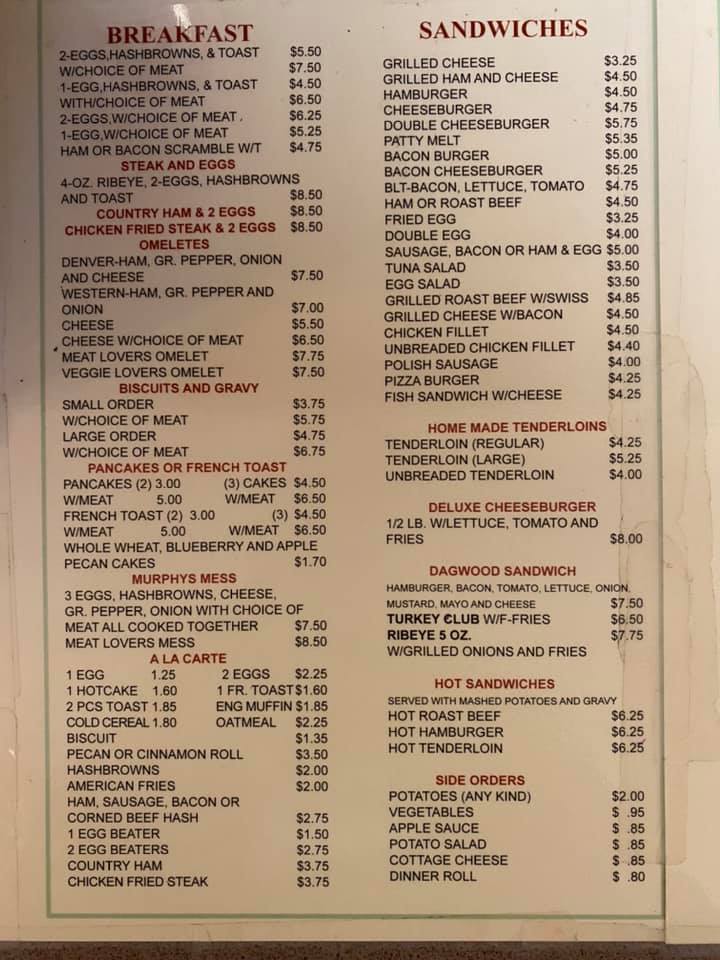 BREAKFAST
2-EGGS,HASHBROWNS, & TOAST $5.50
W/CHOICE OF MEAT $7.50
1-EGG,HASHBROWNS, & TOAST $4.50
WITH/CHOICE OF MEAT $6.50
2-EGGS,W/CHOICE OF MEAT. $6.25
1-EGG,W/CHOICE OF MEAT $5.25
HAM OR BACON SCRAMBLE W/T $4.75
STEAK AND EGGS
4-OZ. RIBEYE, 2-EGGS, HASHBROWNS
AND TOAST $8.50
COUNTRY HAM & 2 EGGS $8.50
CHICKEN FRIED STEAK & 2 EGGS $8.50
OMELETES
DENVER-HAM, GR. PEPPER, ONION
AND CHEESE $7.50
WESTERN-HAM, GR. PEPPER AND
ONION $7.00
CHEESE $5.50
CHEESE W/CHOICE OF MEAT $6.50
MEAT LOVERS OMELET $7.75
VEGGIE LOVERS OMELET $7.50
BISCUITS AND GRAVY
SMALL ORDER $3.75
W/CHOICE OF MEAT $5.75
LARGE ORDER $4.75
W/CHOICE OF MEAT $6.75
PANCAKES OR FRENCH TOAST
PANCAKES (2) 3.00 (3) CAKES $4.50
W/MEAT 5.00 W/MEAT $6.50
FRENCH TOAST (2) 3.00 (3) $4.50
W/MEAT 5.00 W/MEAT $6.50
WHOLE WHEAT, BLUEBERRY AND APPLE
PECAN CAKES $1.70
MURPHYS MESS
3 EGGS, HASHBROWNS, CHEESE,
GR. PEPPER, ONION WITH CHOICE OF
MEAT ALL COOKED TOGETHER $7.50
MEAT LOVERS MESS $8.50
A LA CARTE
1 EGG 1.25 2 EGGS $2.25
1 HOTCAKE 1.60 1 FR. TOAST $1.60
2 PCS TOAST 1.85 ENG MUFFIN $1.85
COLD CEREAL 1.80 OATMEAL $2.25
BISCUIT $1.35
PECAN OR CINNAMON ROLL $3.50
HASHBROWNS $2.00
AMERICAN FRIES $2.00
HAM, SAUSAGE, BACON OR
CORNED BEEF HASH $2.75
1 EGG BEATER $1.50
2 EGG BEATERS $2.75
COUNTRY HAM $3.75
CHICKEN FRIED STEAK $3.75
SANDWICHES
GRILLED CHEESE $3.25
GRILLED HAM AND CHEESE $4.50
HAMBURGER $4.50
CHEESEBURGER $4.75
DOUBLE CHEESEBURGER $5.75
PATTY MELT $5.35
BACON BURGER $5.00
BACON CHEESEBURGER $5.25
BLT-BACON, LETTUCE, TOMATO $4.75
HAM OR ROAST BEEF $4.50
FRIED EGG $3.25
DOUBLE EGG $4.00
SAUSAGE, BACON OR HAM & EGG $5.00
TUNA SALAD $3.50
EGG SALAD $3.50
GRILLED ROAST BEEF W/SWISS $4.85
GRILLED CHEESE W/BACON $4.50
CHICKEN FILLET $4.50
UNBREADED CHICKEN FILLET $4.40
POLISH SAUSAGE $4.00
PIZZA BURGER $4.25
FISH SANDWICH W/CHEESE $4.25
HOME MADE TENDERLOINS
TENDERLOIN (REGULAR) $4.25
TENDERLOIN (LARGE) $5.25
UNBREADED TENDERLOIN $4.00
DELUXE CHEESEBURGER
1/2 LB. W/LETTUCE, TOMATO AND
FRIES $8.00
DAGWOOD SANDWICH
HAMBURGER, BACON, TOMATO, LETTUCE, ONION,
MUSTARD, MAYO AND CHEESE $7.50
TURKEY CLUB W/F-FRIES $6.50
RIBEYE 5 OZ. $7.75
W/GRILLED ONIONS AND FRIES
HOT SANDWICHES
SERVED WITH MASHED POTATOES AND GRAVY
HOT ROAST BEEF $6.25
HOT HAMBURGER $6.25
HOT TENDERLOIN $6.25
SIDE ORDERS
POTATOES (ANY KIND) $2.00
VEGETABLES $ .95
APPLE SAUCE $ .85
POTATO SALAD $ .85
COTTAGE CHEESE $ .85
DINNER ROLL $ .80